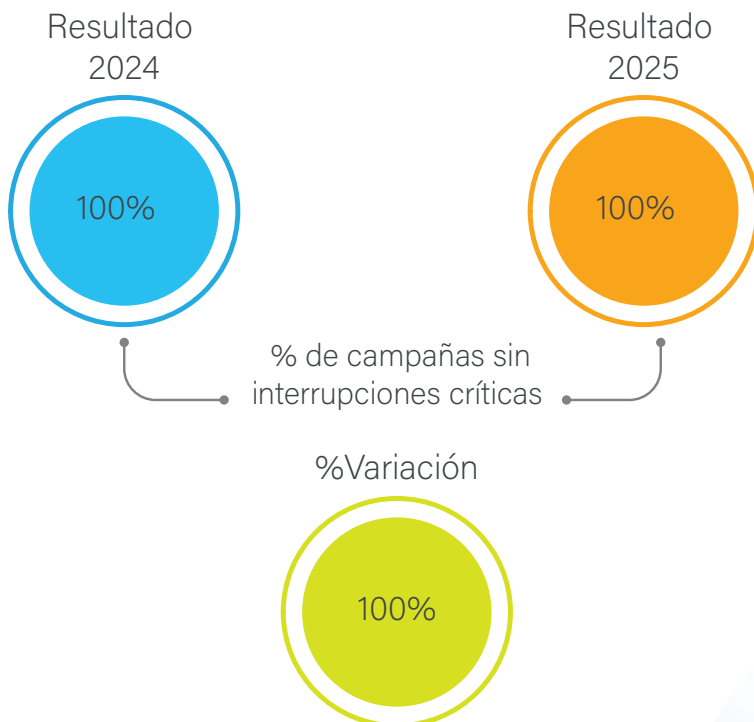 Resultado
2024
Resultado
2025
100%
100%
% de campañas sin
interrupciones críticas
%Variación
100%